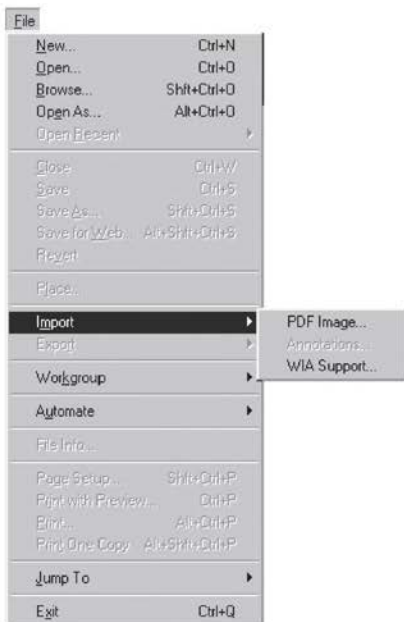 File
New... Ctrl+N
Open... Ctrl+O
Browse... Shft+Ctrl+O
Open As... Alt+Ctrl+O
Open Recent
Close Ctrl+W
Save Ctrl+S
Save As... Shft+Ctrl+S
Save for Web... Alt+Shft+Ctrl+S
Revert
Place...
Import
PDF Image...
Export
Annotations...
WIA Support...
Workgroup
Automate
File Info...
Page Setup... Shft+Ctrl+P
Print with Preview... Ctrl+P
Print... Alt+Ctrl+P
Print One Copy Alt+Shft+Ctrl+P
Jump To
Exit Ctrl+Q